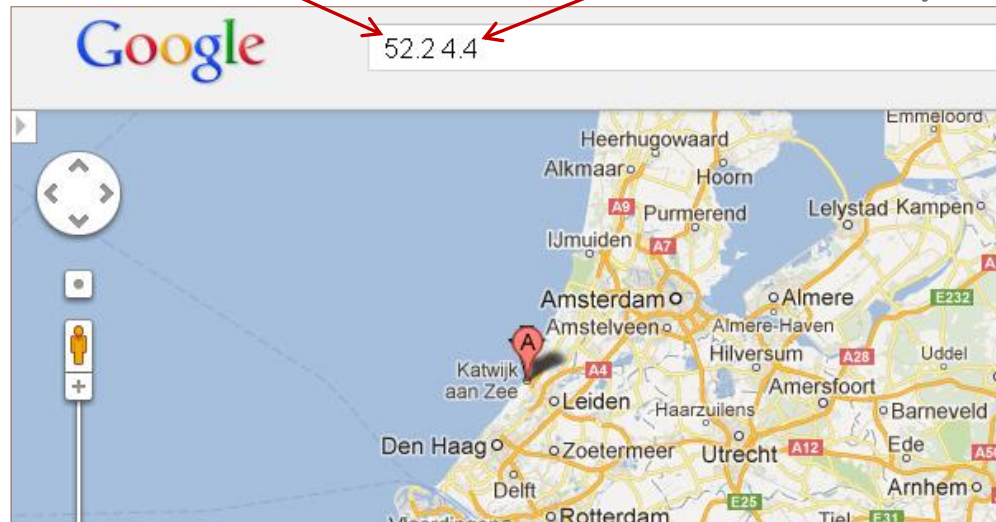 Google
52.2 4.4
Emmeloord
Heerhugowaard
Alkmaar
Hoorn
A9
Purmerend
Lelystad
Kampen
IJmuiden
A7
Amsterdam
Almere
E232
Amstelveen
Almere-Haven
A
Hilversum
A28
Uddel
Katwijk
aan Zee
A4
Amersfoort
Leiden
Haarzuilens
Barneveld
Den Haag
Zoetermeer
Utrecht
A12
Ede
Delft
Arnhem
E25
Rotterdam
Tiel
E31